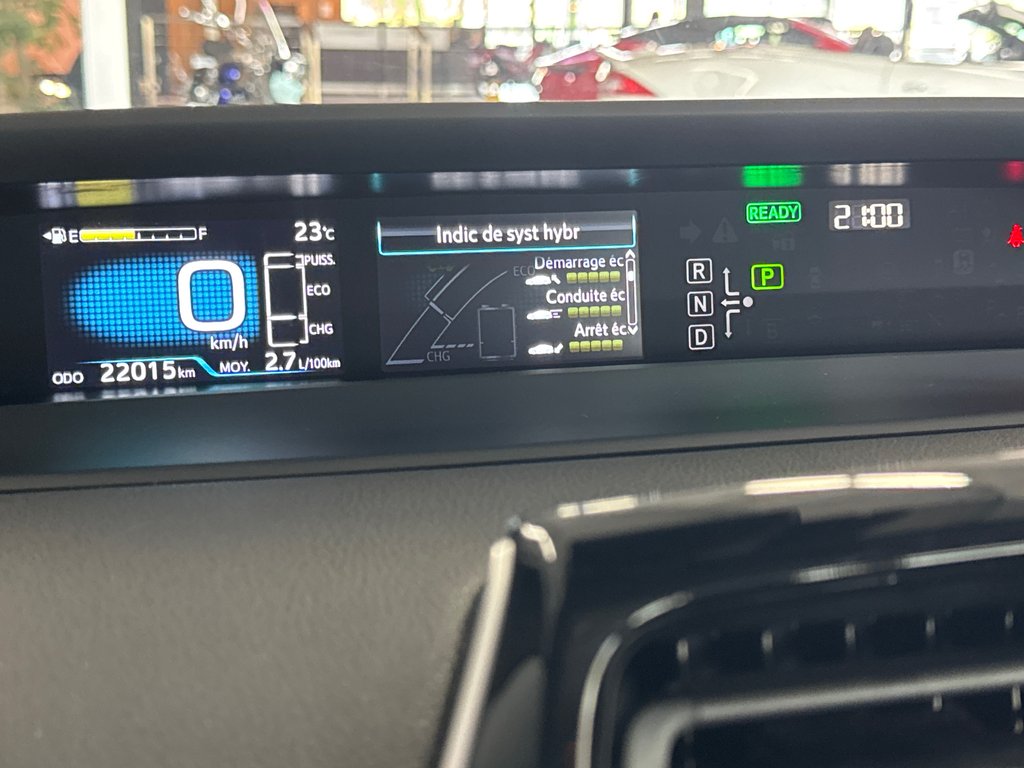 E F 23°C
0
km/h
PUISS.
ECO
CHG
ODO 22015 km MOY. 2.7 L/100km
Indic de syst hybr
ECO
CHG
Démarrage éc
Conduite éc
Arrêt éc
READY
21:00
R
N
D
P